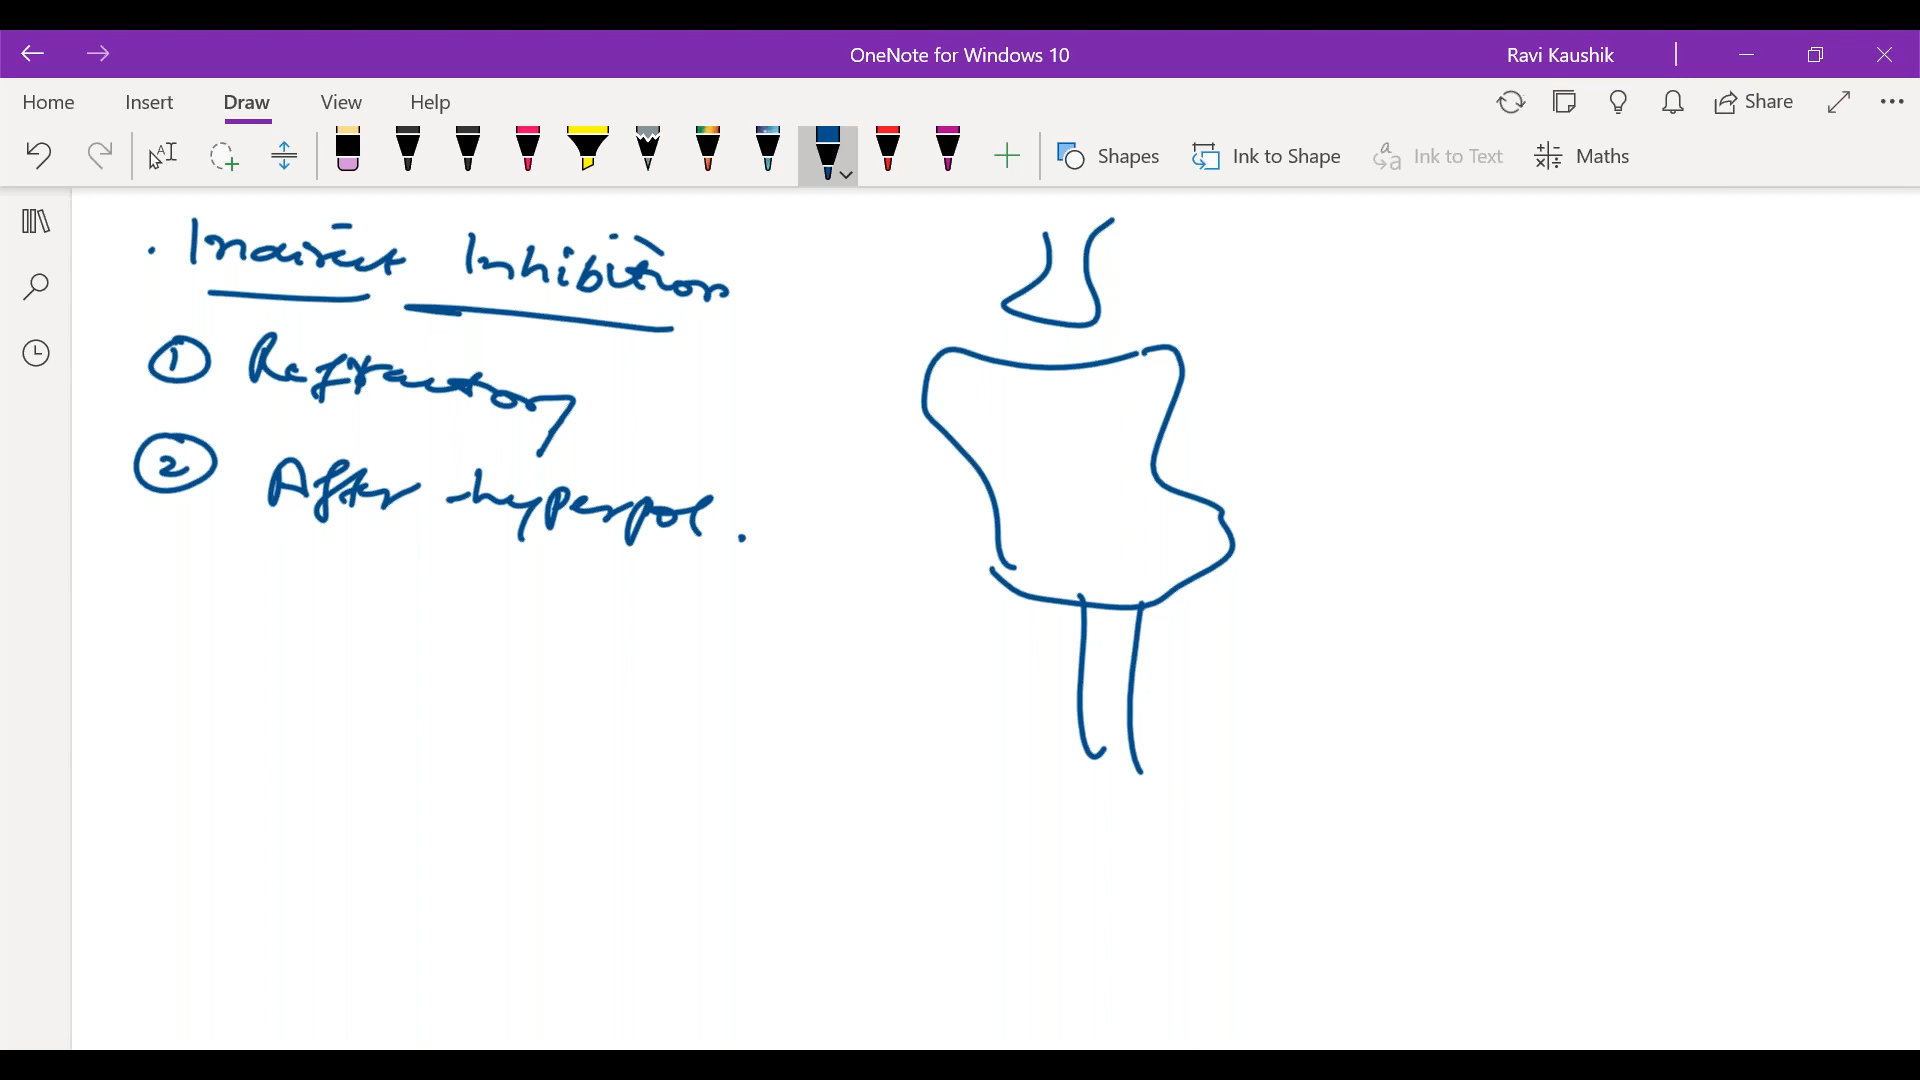 OneNote for Windows 10
Ravi Kaushik
Home Insert Draw View Help
Share
Shapes Ink to Shape Ink to Text Maths
. Indirect Inhibition
① Refractory
② After-hyperpol.